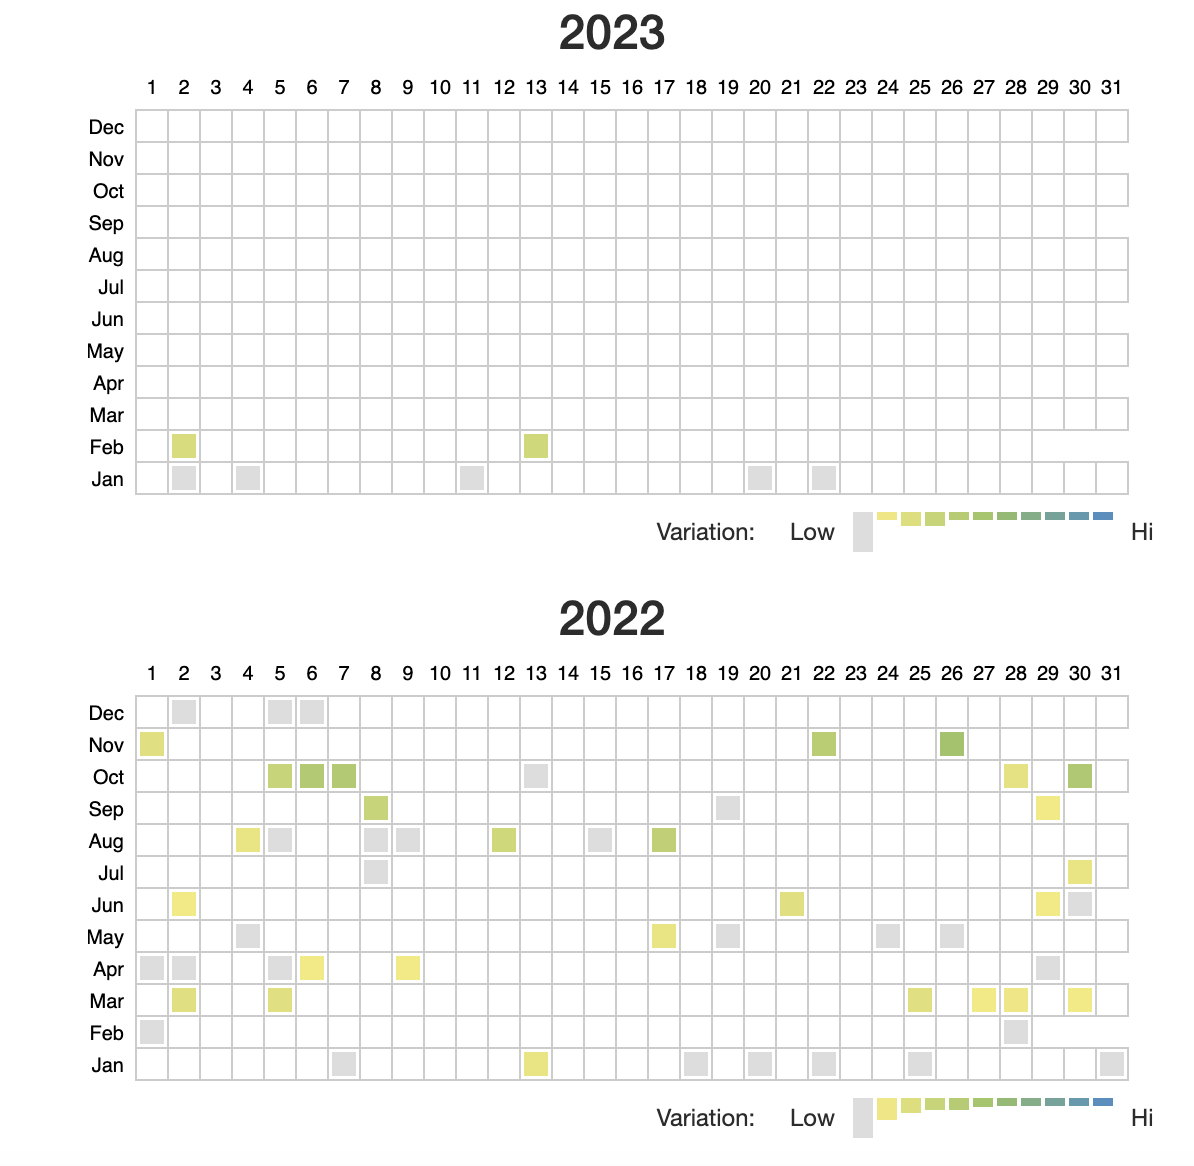 2023
1 2 3 4 5 6 7 8 9 10 11 12 13 14 15 16 17 18 19 20 21 22 23 24 25 26 27 28 29 30 31
Dec
Nov
Oct
Sep
Aug
Jul
Jun
May
Apr
Mar
Feb
Jan
Variation: Low Hi
2022
1 2 3 4 5 6 7 8 9 10 11 12 13 14 15 16 17 18 19 20 21 22 23 24 25 26 27 28 29 30 31
Dec
Nov
Oct
Sep
Aug
Jul
Jun
May
Apr
Mar
Feb
Jan
Variation: Low Hi